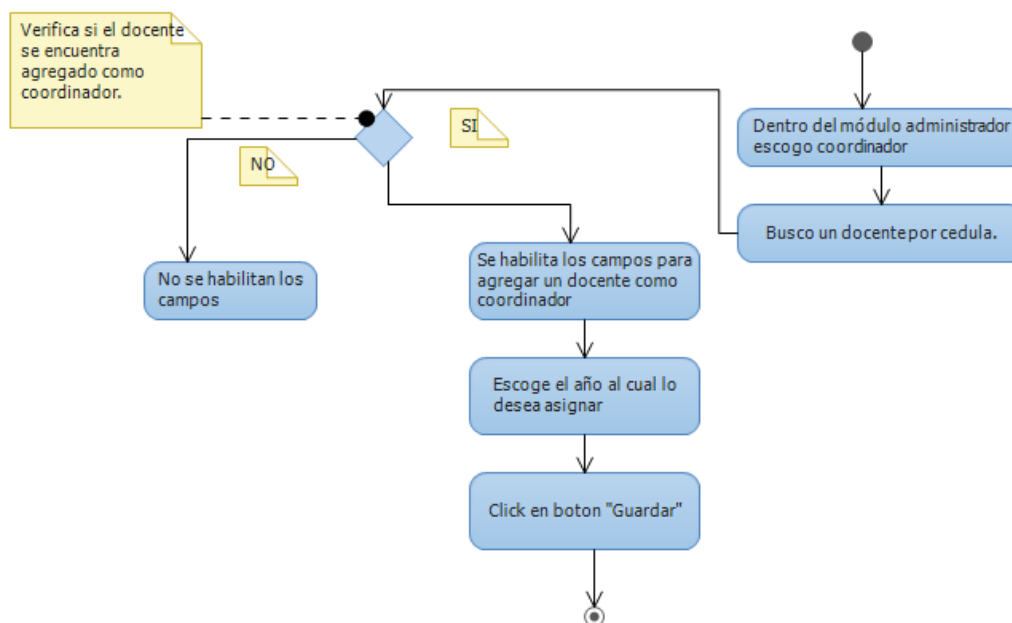 Verifica si el docente
se encuentra
agregado como
coordinador.
SI
NO
Dentro del módulo administrador
escogo coordinador
Busco un docente por cedula.
No se habilitan los
campos
Se habilita los campos para
agregar un docente como
coordinador
Escoge el año al cual lo
desea asignar
Click en boton "Guardar"